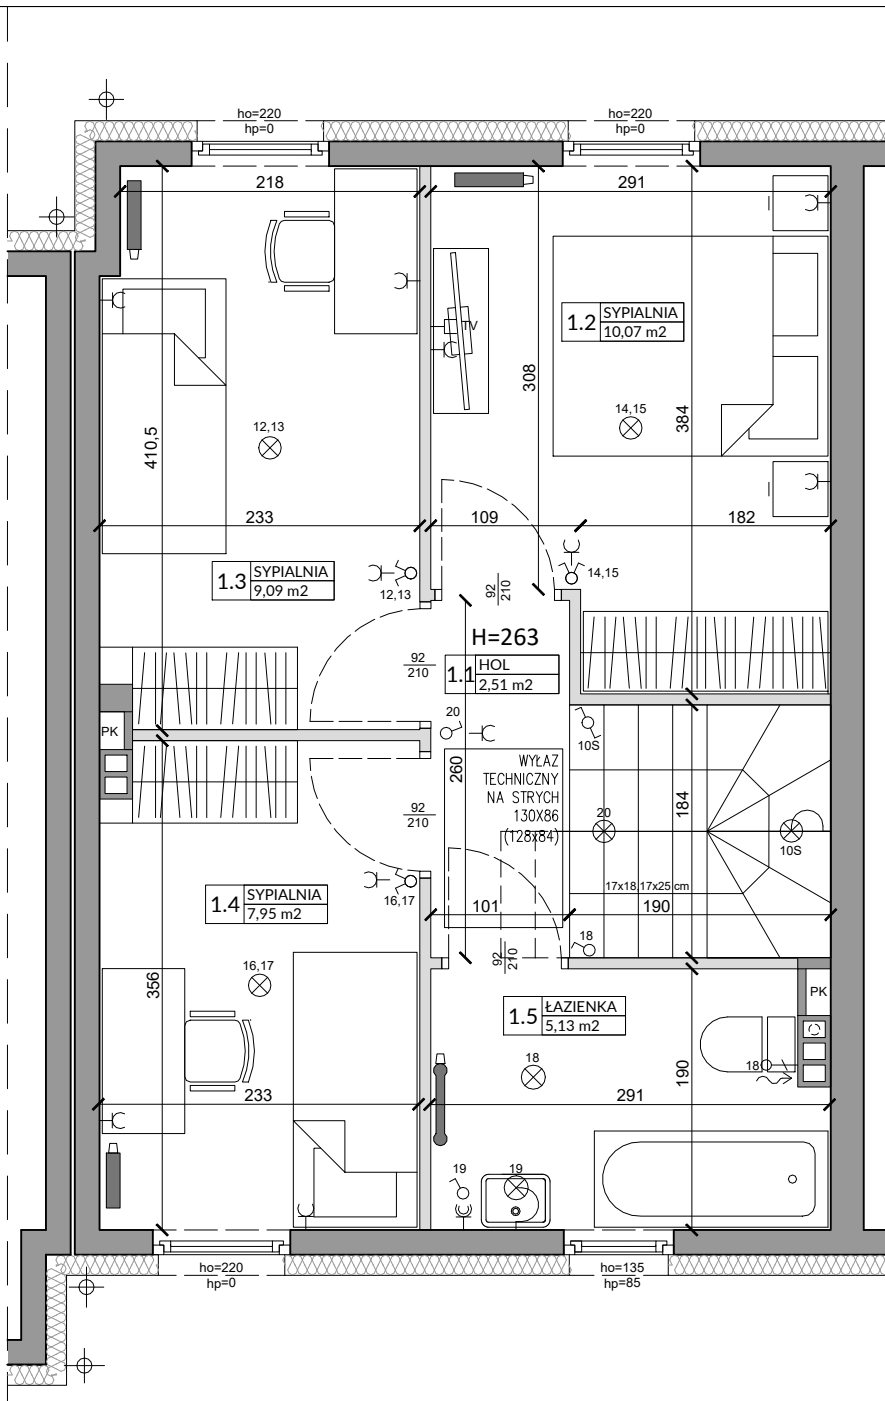 ho=220
hp=0
ho=220
hp=0
218
291
1.2
SYPIALNIA
10,07 m2
TV
308
384
14,15
12,13
410,5
233
109
182
1.3
SYPIALNIA
9,09 m2
12,13
14,15
92
210
H=263
1.1
HOL
2,51 m2
92
210
20
10S
PK
260
WYŁAZ
TECHNICZNY
NA STRYCH
130X86
(128x84)
184
20
10S
92
210
17x18,17x25 cm
1.4
SYPIALNIA
7,95 m2
16,17
101
190
18
92
210
16,17
356
PK
1.5
ŁAZIENKA
5,13 m2
18
18
190
233
291
19
19
ho=220
hp=0
ho=135
hp=85